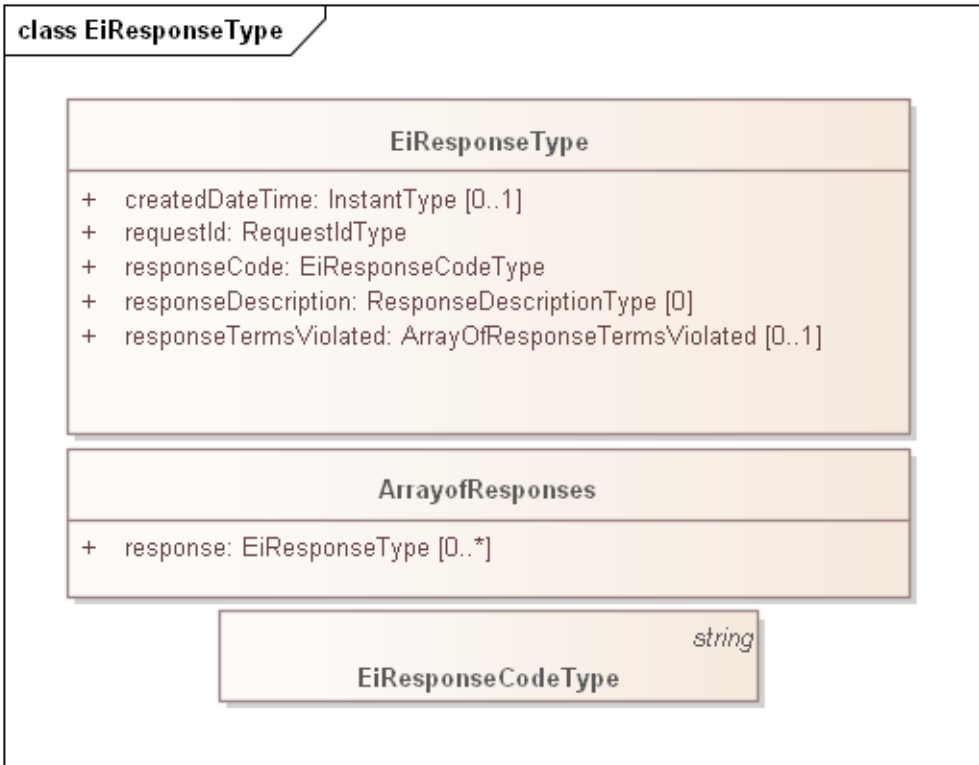 class EiResponseType
EiResponseType
+ createdDateTime: InstantType [0..1]
+ requestId: RequestIdType
+ responseCode: EiResponseCodeType
+ responseDescription: ResponseDescriptionType [0]
+ responseTermsViolated: ArrayOfResponseTermsViolated [0..1]
ArrayofResponses
+ response: EiResponseType [0..*]
string
EiResponseCodeType